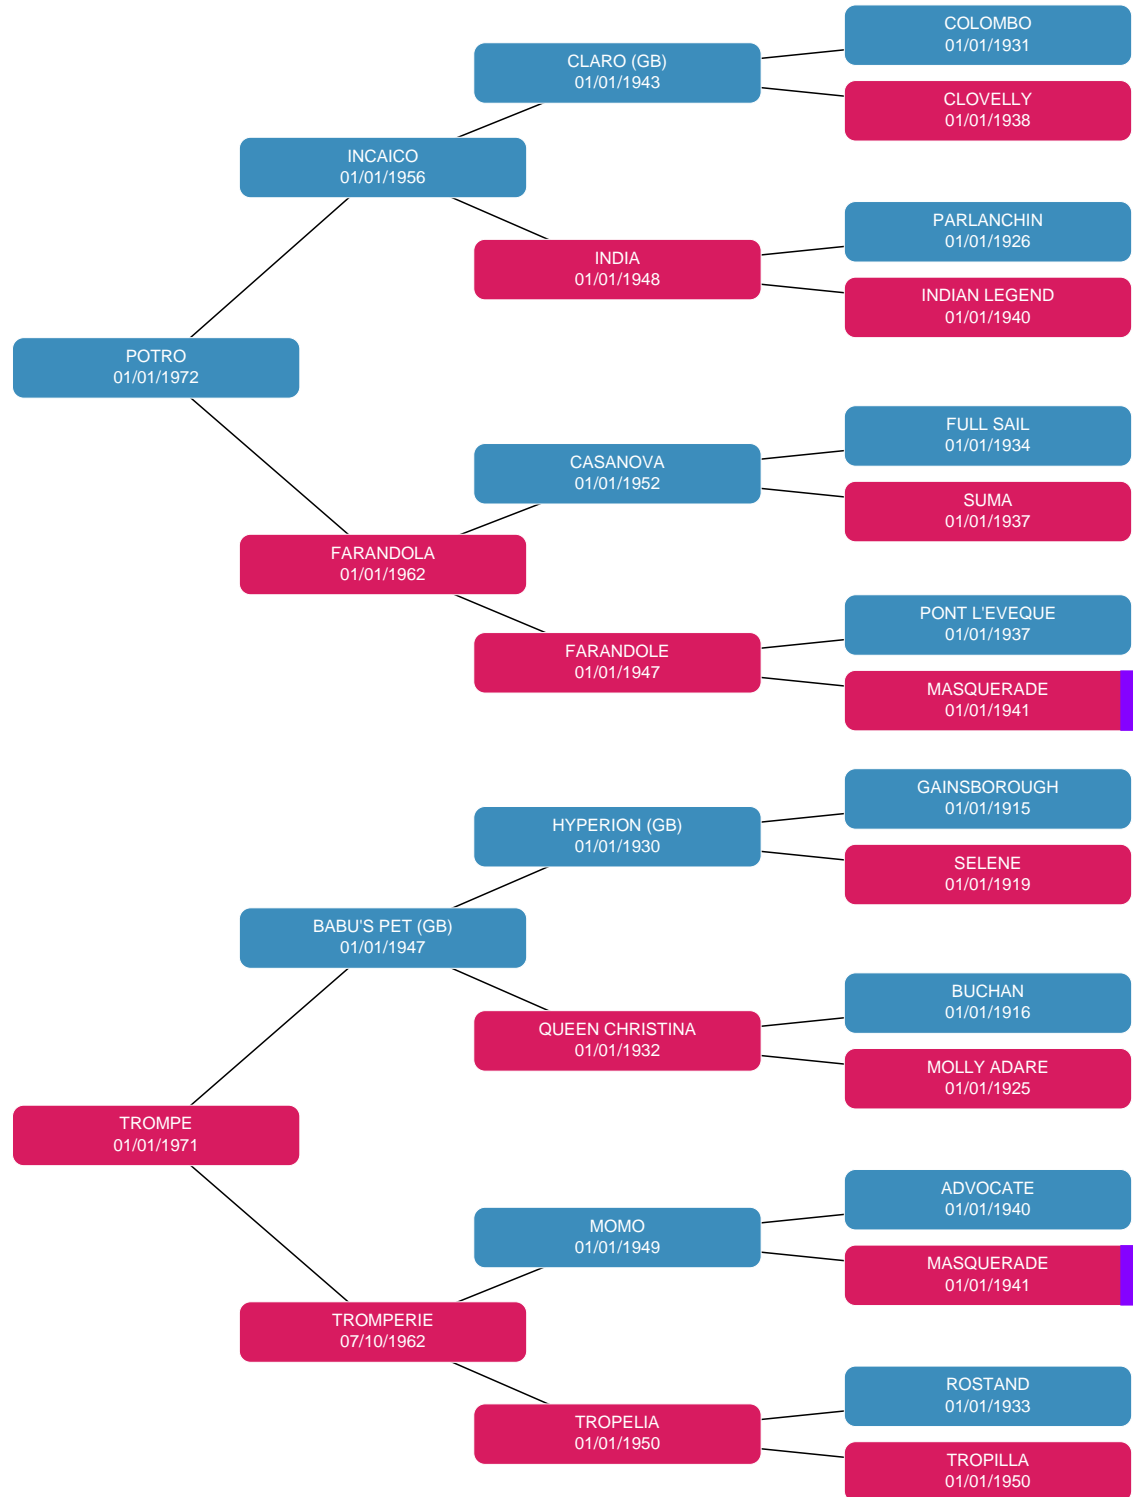 COLOMBO
01/01/1931
CLARO (GB)
01/01/1943
CLOVELLY
01/01/1938
INCAICO
01/01/1956
PARLANCHIN
01/01/1926
INDIA
01/01/1948
INDIAN LEGEND
01/01/1940
POTRO
01/01/1972
FULL SAIL
01/01/1934
CASANOVA
01/01/1952
SUMA
01/01/1937
FARANDOLA
01/01/1962
PONT L'EVEQUE
01/01/1937
FARANDOLE
01/01/1947
MASQUERADE
01/01/1941
GAINSBOROUGH
01/01/1915
HYPERION (GB)
01/01/1930
SELENE
01/01/1919
BABU'S PET (GB)
01/01/1947
BUCHAN
01/01/1916
QUEEN CHRISTINA
01/01/1932
MOLLY ADARE
01/01/1925
TROMPE
01/01/1971
ADVOCATE
01/01/1940
MOMO
01/01/1949
MASQUERADE
01/01/1941
TROMPERIE
07/10/1962
ROSTAND
01/01/1933
TROPELIA
01/01/1950
TROPILLA
01/01/1950